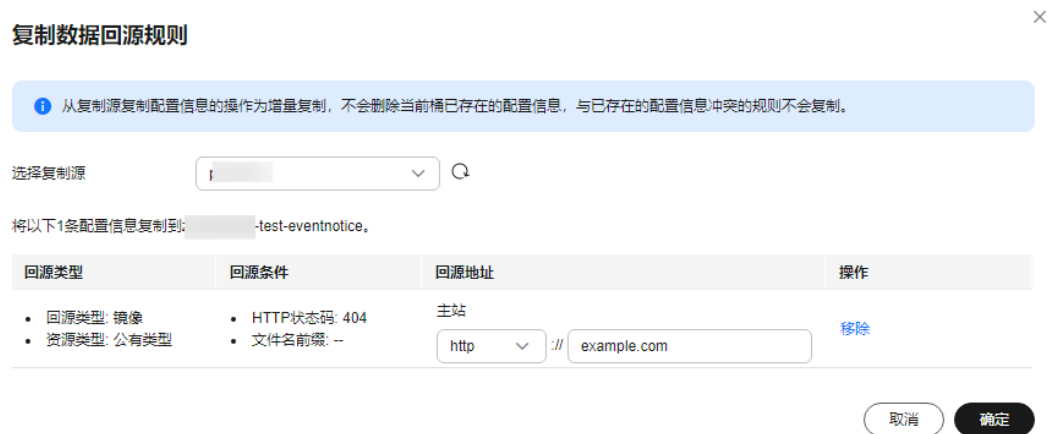 复制数据回源规则
从复制源复制配置信息的操作为增量复制，不会删除当前桶已存在的配置信息，与已存在的配置信息冲突的规则不会复制。
选择复制源
将以下1条配置信息复制到 -test-eventnotice。
回源类型 回源条件 回源地址 操作
• 回源类型: 镜像
• 资源类型: 公有类型
• HTTP状态码: 404
• 文件名前缀: --
主站
http :// example.com
移除
取消 确定